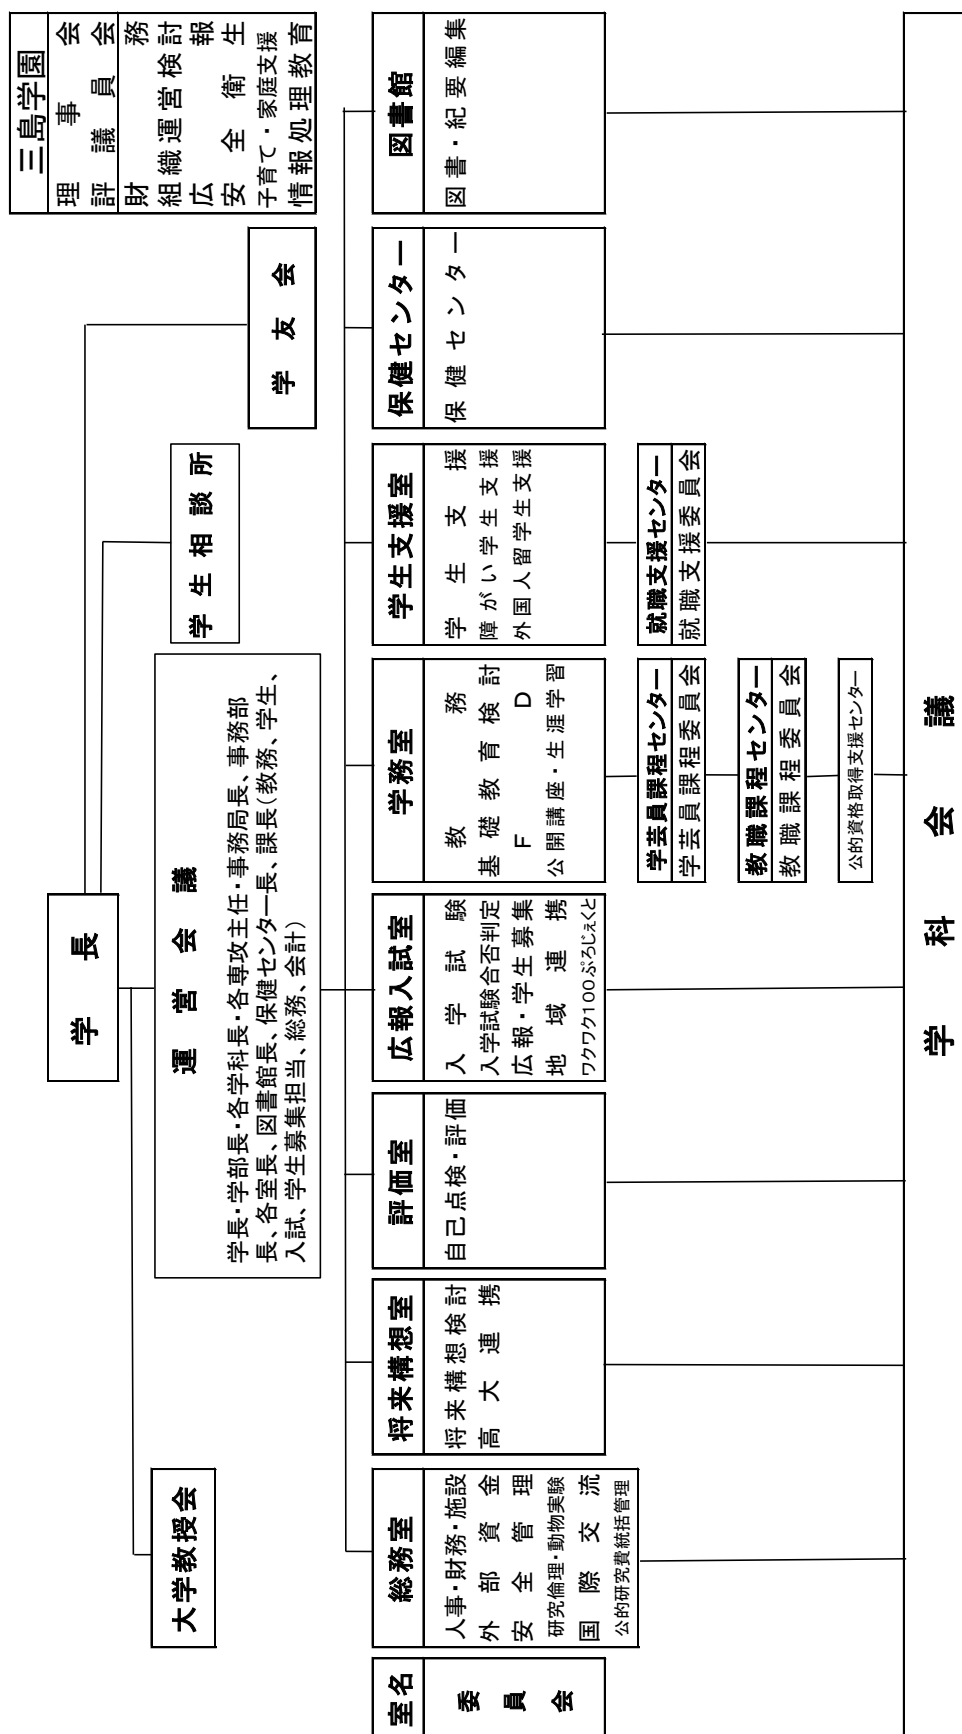 三島学園
理事会
評議員会
財務
組織運営検討
広報
安全衛生
子育て・家庭支援
情報処理教育
学長
大学教授会
運営会議
学長・学部長・各学科長・各専攻主任・事務局長、事務部
長、各室長、図書館長、保健センター長、課長(教務、学生、
入試、学生募集担当、総務、会計)
学生相談所
学友会
室名
委員会
総務室
人事・財務・施設
外部資金
安全管理
研究倫理・動物実験
国際交流
公的研究費統括管理
将来構想室
将来構想検討
高大連携
評価室
自己点検・評価
広報入試室
入学試験
入学試験合否判定
広報・学生募集
地域連携
ワクワク100ぷろじぇくと
学務室
教務
基礎教育検討
FD
公開講座・生涯学習
学芸員課程センター
学芸員課程委員会
教職課程センター
教職課程委員会
公的資格取得支援センター
学生支援室
学生支援
障がい学生支援
外国人留学生支援
就職支援センター
就職支援委員会
保健センター
保健センター
図書館
図書・紀要編集
学科会議